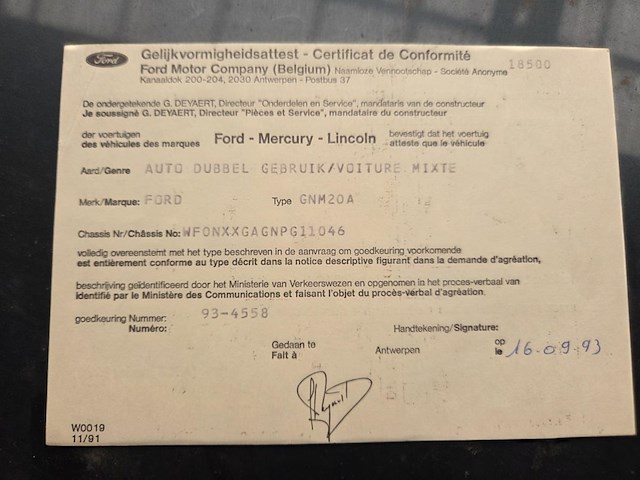 Ford Gelijkvormigheidsattest - Certificat de Conformité
Ford Motor Company (Belgium) Naamloze Vennootschap - Société Anonyme 18500
Kanaaldok 200-204, 2030 Antwerpen - Postbus 37
De ondergetekende G. DEYAERT, Directeur "Onderdelen en Service", mandataris van de constructeur
Je soussigné G. DEYAERT, Directeur "Pièces et Service", mandataire du constructeur
der voertuigen
des véhicules des marques
Ford - Mercury - Lincoln
bevestigt dat het voertuig
atteste que le véhicule
Aard/Genre AUTO DUBBEL GEBRUIK/VOITURE MIXTE
Merk/Marque: FORD Type GNM20A
Chassis Nr/Châssis No: WF0NXXGAGNPG11046
volledig overeenstemt met het type beschreven in de aanvraag om goedkeuring voorkomende
est entièrement conforme au type décrit dans la notice descriptive figurant dans la demande d'agréation,
beschrijving geïdentificeerd door het Ministerie van Verkeerswezen en opgenomen in het proces-verbaal van
identifié par le Ministère des Communications et faisant l'objet du procès-verbal d'agréation.
goedkeuring Nummer: 93-4558
Numéro:
Handtekening/Signature:
Gedaan te
Fait à
Antwerpen
op
le 16.09.93
W0019
11/91